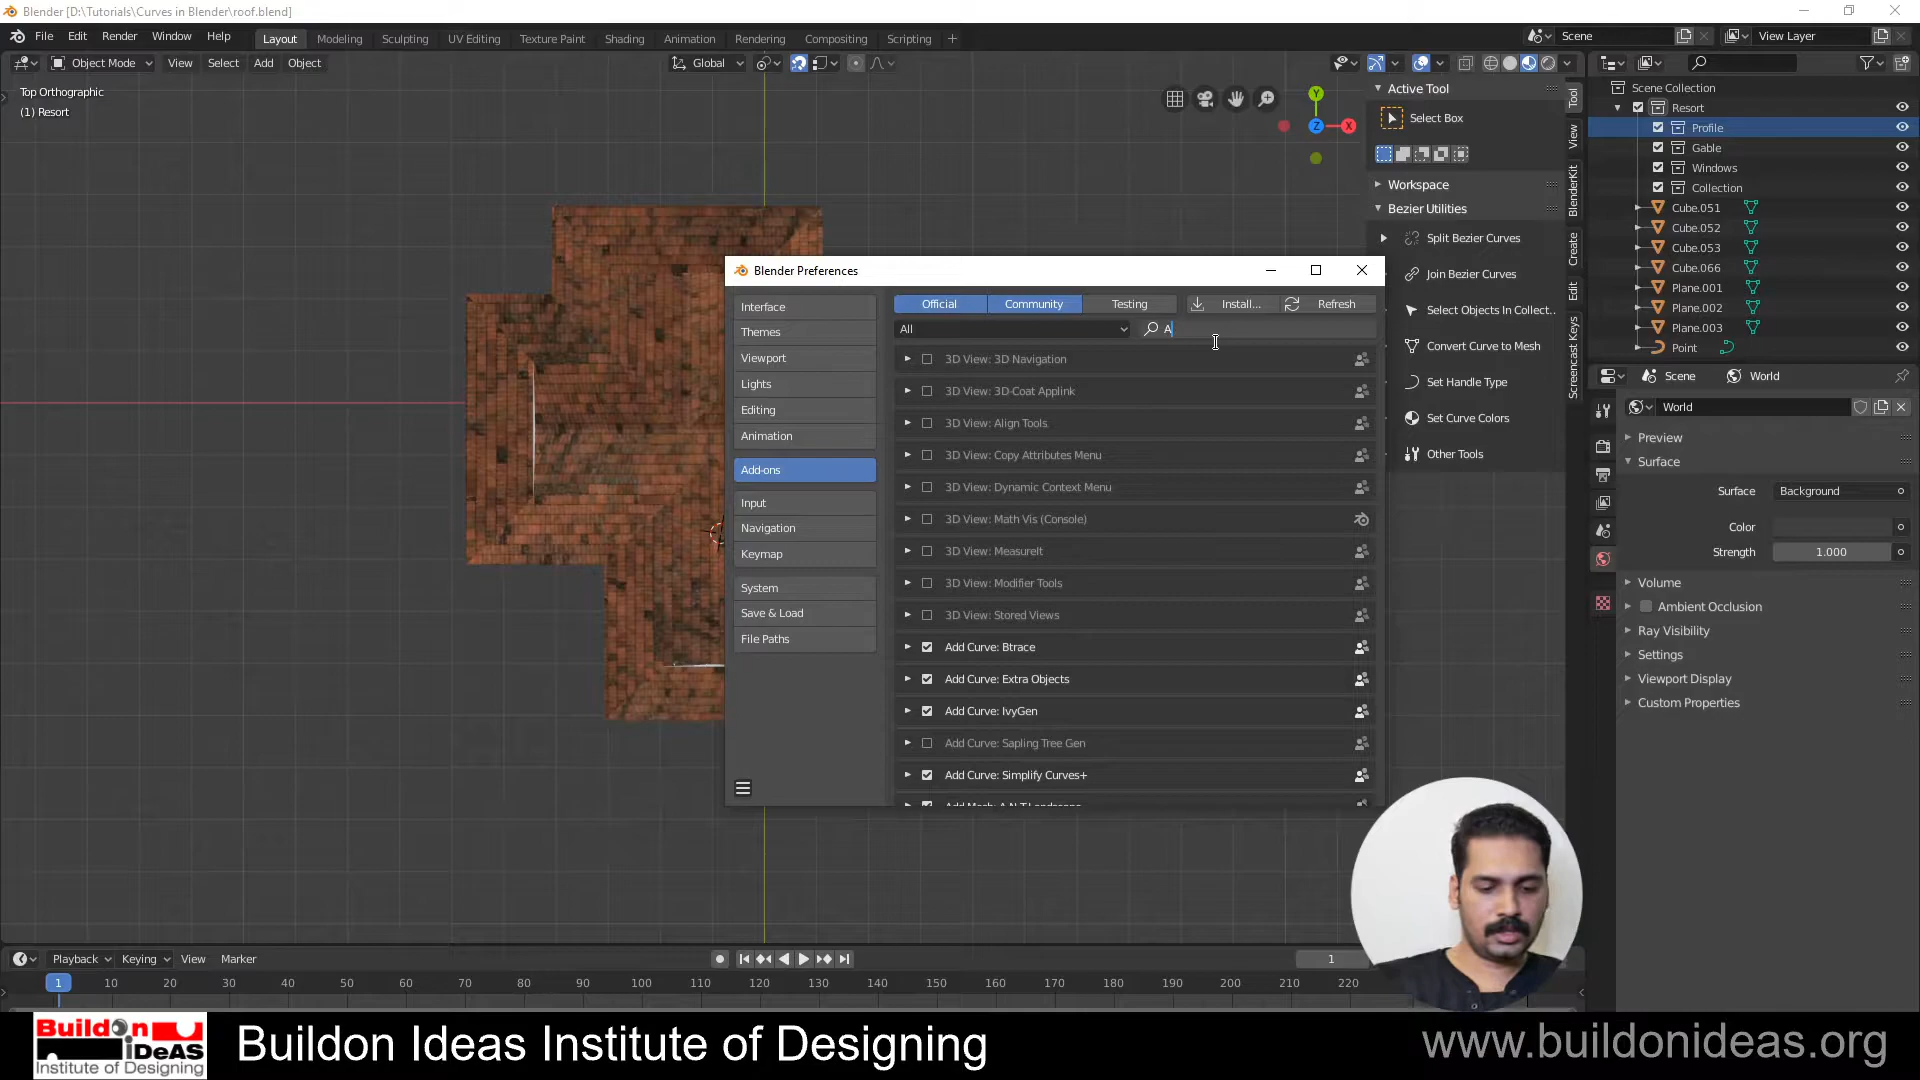 Blender [D:\Tutorials\Curves in Blender\roof.blend]
File Edit Render Window Help
Layout Modeling Sculpting UV Editing Texture Paint Shading Animation Rendering Compositing Scripting
Scene
View Layer
Object Mode View Select Add Object
Global
Top Orthographic
(1) Resort
Y
Z
X
Active Tool
Select Box
Workspace
Bezier Utilities
Split Bezier Curves
Join Bezier Curves
Select Objects In Collect..
Convert Curve to Mesh
Set Handle Type
Set Curve Colors
Other Tools
Tool
View
BlenderKit
Create
Edit
Screencast Keys
Scene Collection
Resort
Profile
Gable
Windows
Collection
Cube.051
Cube.052
Cube.053
Cube.066
Plane.001
Plane.002
Plane.003
Point
Scene World
World
Preview
Surface
Surface Background
Color
Strength 1.000
Volume
Ambient Occlusion
Ray Visibility
Settings
Viewport Display
Custom Properties
Blender Preferences
Interface
Themes
Viewport
Lights
Editing
Animation
Add-ons
Input
Navigation
Keymap
System
Save & Load
File Paths
Official Community Testing Install... Refresh
All
A
3D View: 3D Navigation
3D View: 3D-Coat Applink
3D View: Align Tools
3D View: Copy Attributes Menu
3D View: Dynamic Context Menu
3D View: Math Vis (Console)
3D View: MeasureIt
3D View: Modifier Tools
3D View: Stored Views
Add Curve: Btrace
Add Curve: Extra Objects
Add Curve: IvyGen
Add Curve: Sapling Tree Gen
Add Curve: Simplify Curves+
Add Mesh: A.N.T.Landscape
Playback Keying View Marker
1
1 10 20 30 40 50 60 70 80 90 100 110 120 130 140 150 160 170 180 190 200 210 220
Buildon
iDeAS
Institute of Designing
Buildon Ideas Institute of Designing
www.buildonideas.org